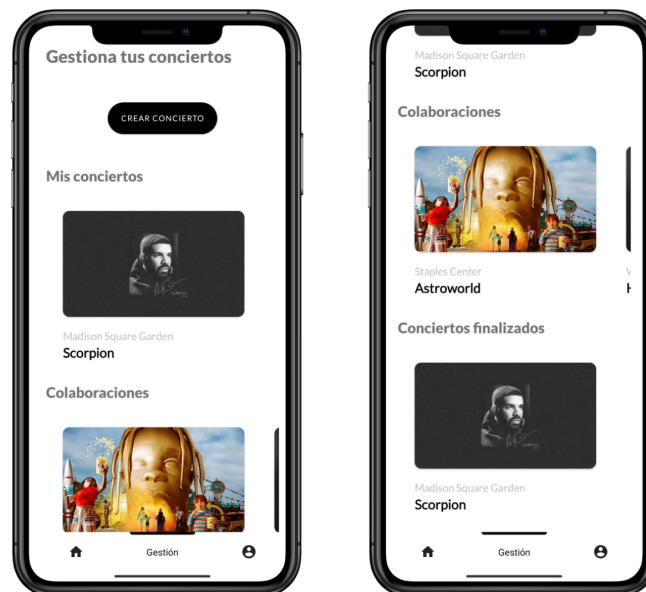 Gestiona tus conciertos
CREAR CONCIERTO
Mis conciertos
Madison Square Garden
Scorpion
Colaboraciones
Gestión
Madison Square Garden
Scorpion
Colaboraciones
Staples Center
Astroworld
Conciertos finalizados
Madison Square Garden
Scorpion
Gestión